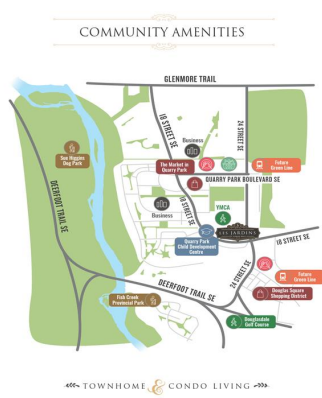 COMMUNITY AMENITIES
GLENMORE TRAIL
18 STREET SE
24 STREET SE
Business
Sue Higgins
Dog Park
The Market in
Quarry Park
Future
Green Line
QUARRY PARK BOULEVARD SE
DEERFOOT TRAIL SE
18 STREET SE
Business
YMCA
LES JARDINS
Quarry Park
Child Development
Centre
18 STREET SE
24 STREET SE
Future
Green Line
DEERFOOT TRAIL SE
Douglas Square
Shopping District
Fish Creek
Provincial Park
Douglasdale
Golf Course
TOWNHOME & CONDO LIVING